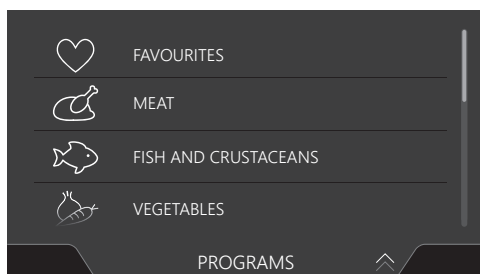 FAVOURITES
MEAT
FISH AND CRUSTACEANS
VEGETABLES
PROGRAMS